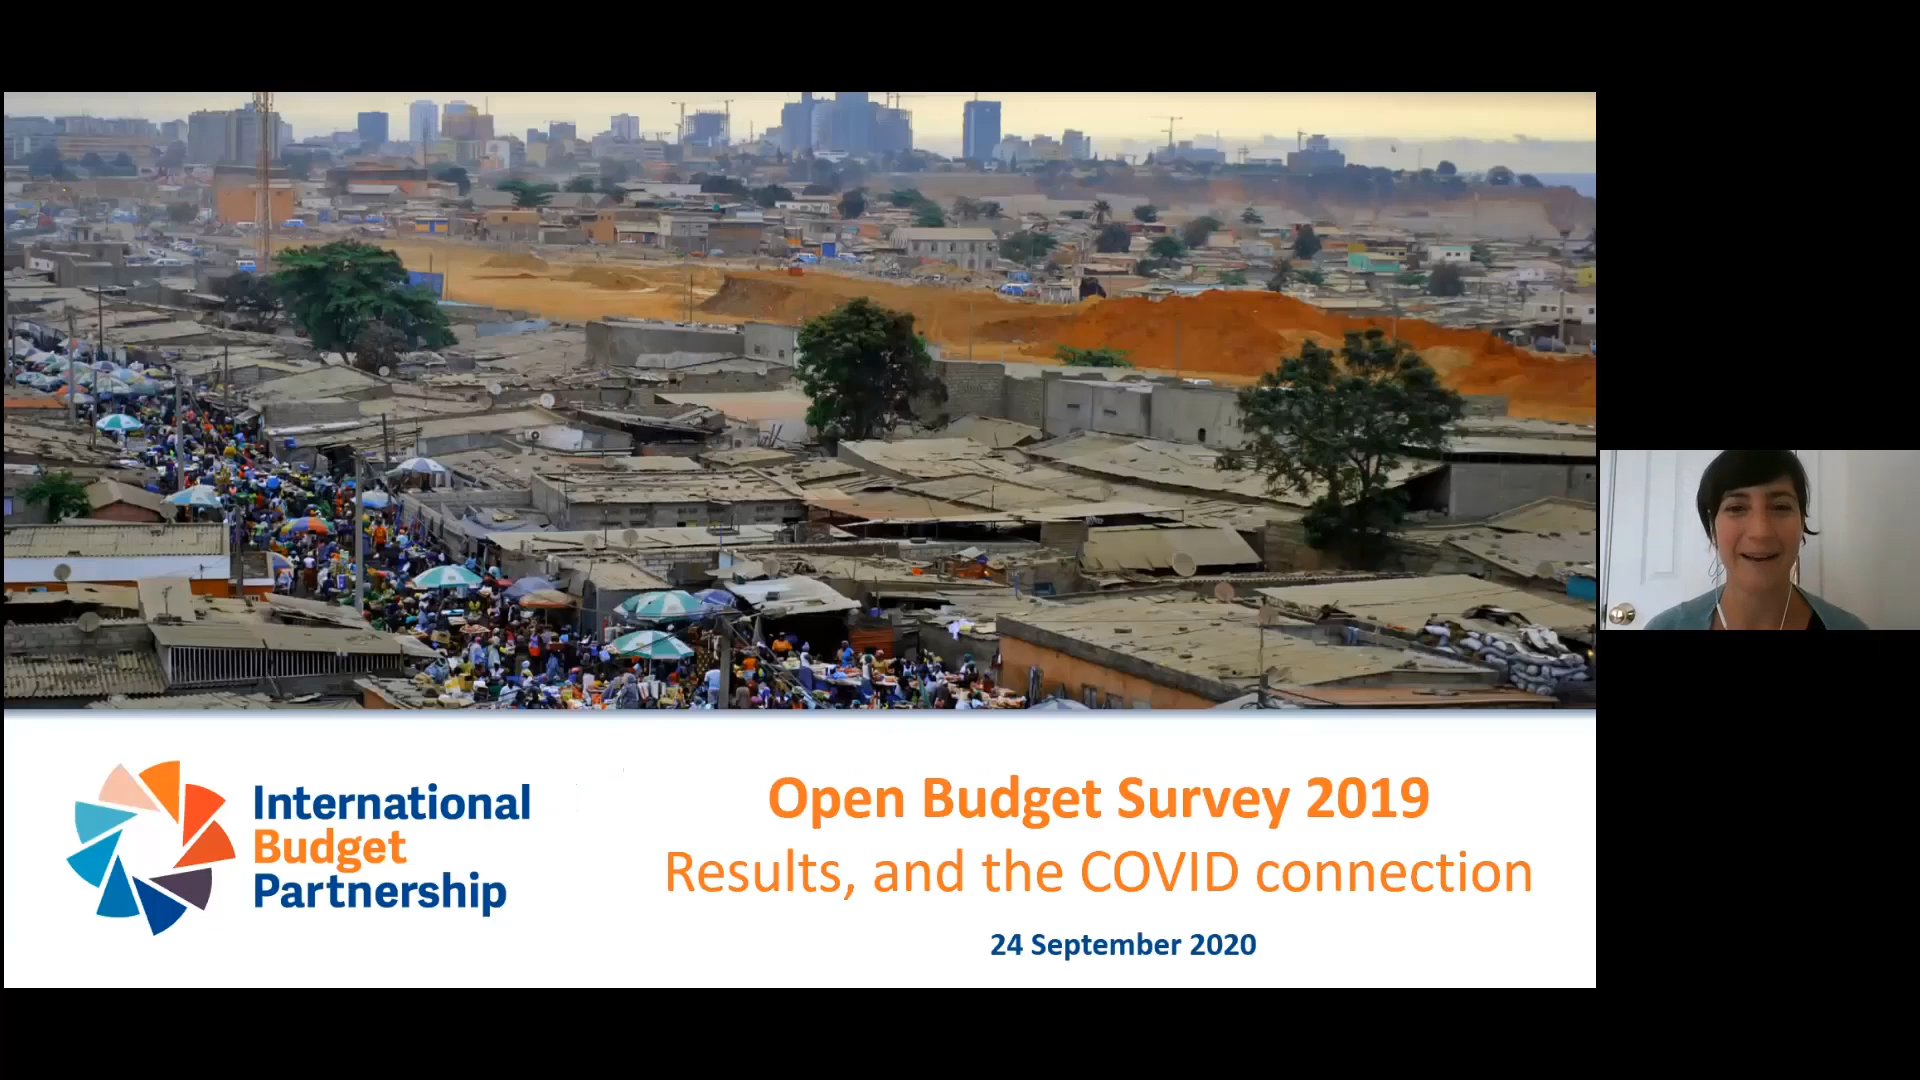 International
Budget
Partnership
Open Budget Survey 2019
Results, and the COVID connection
24 September 2020